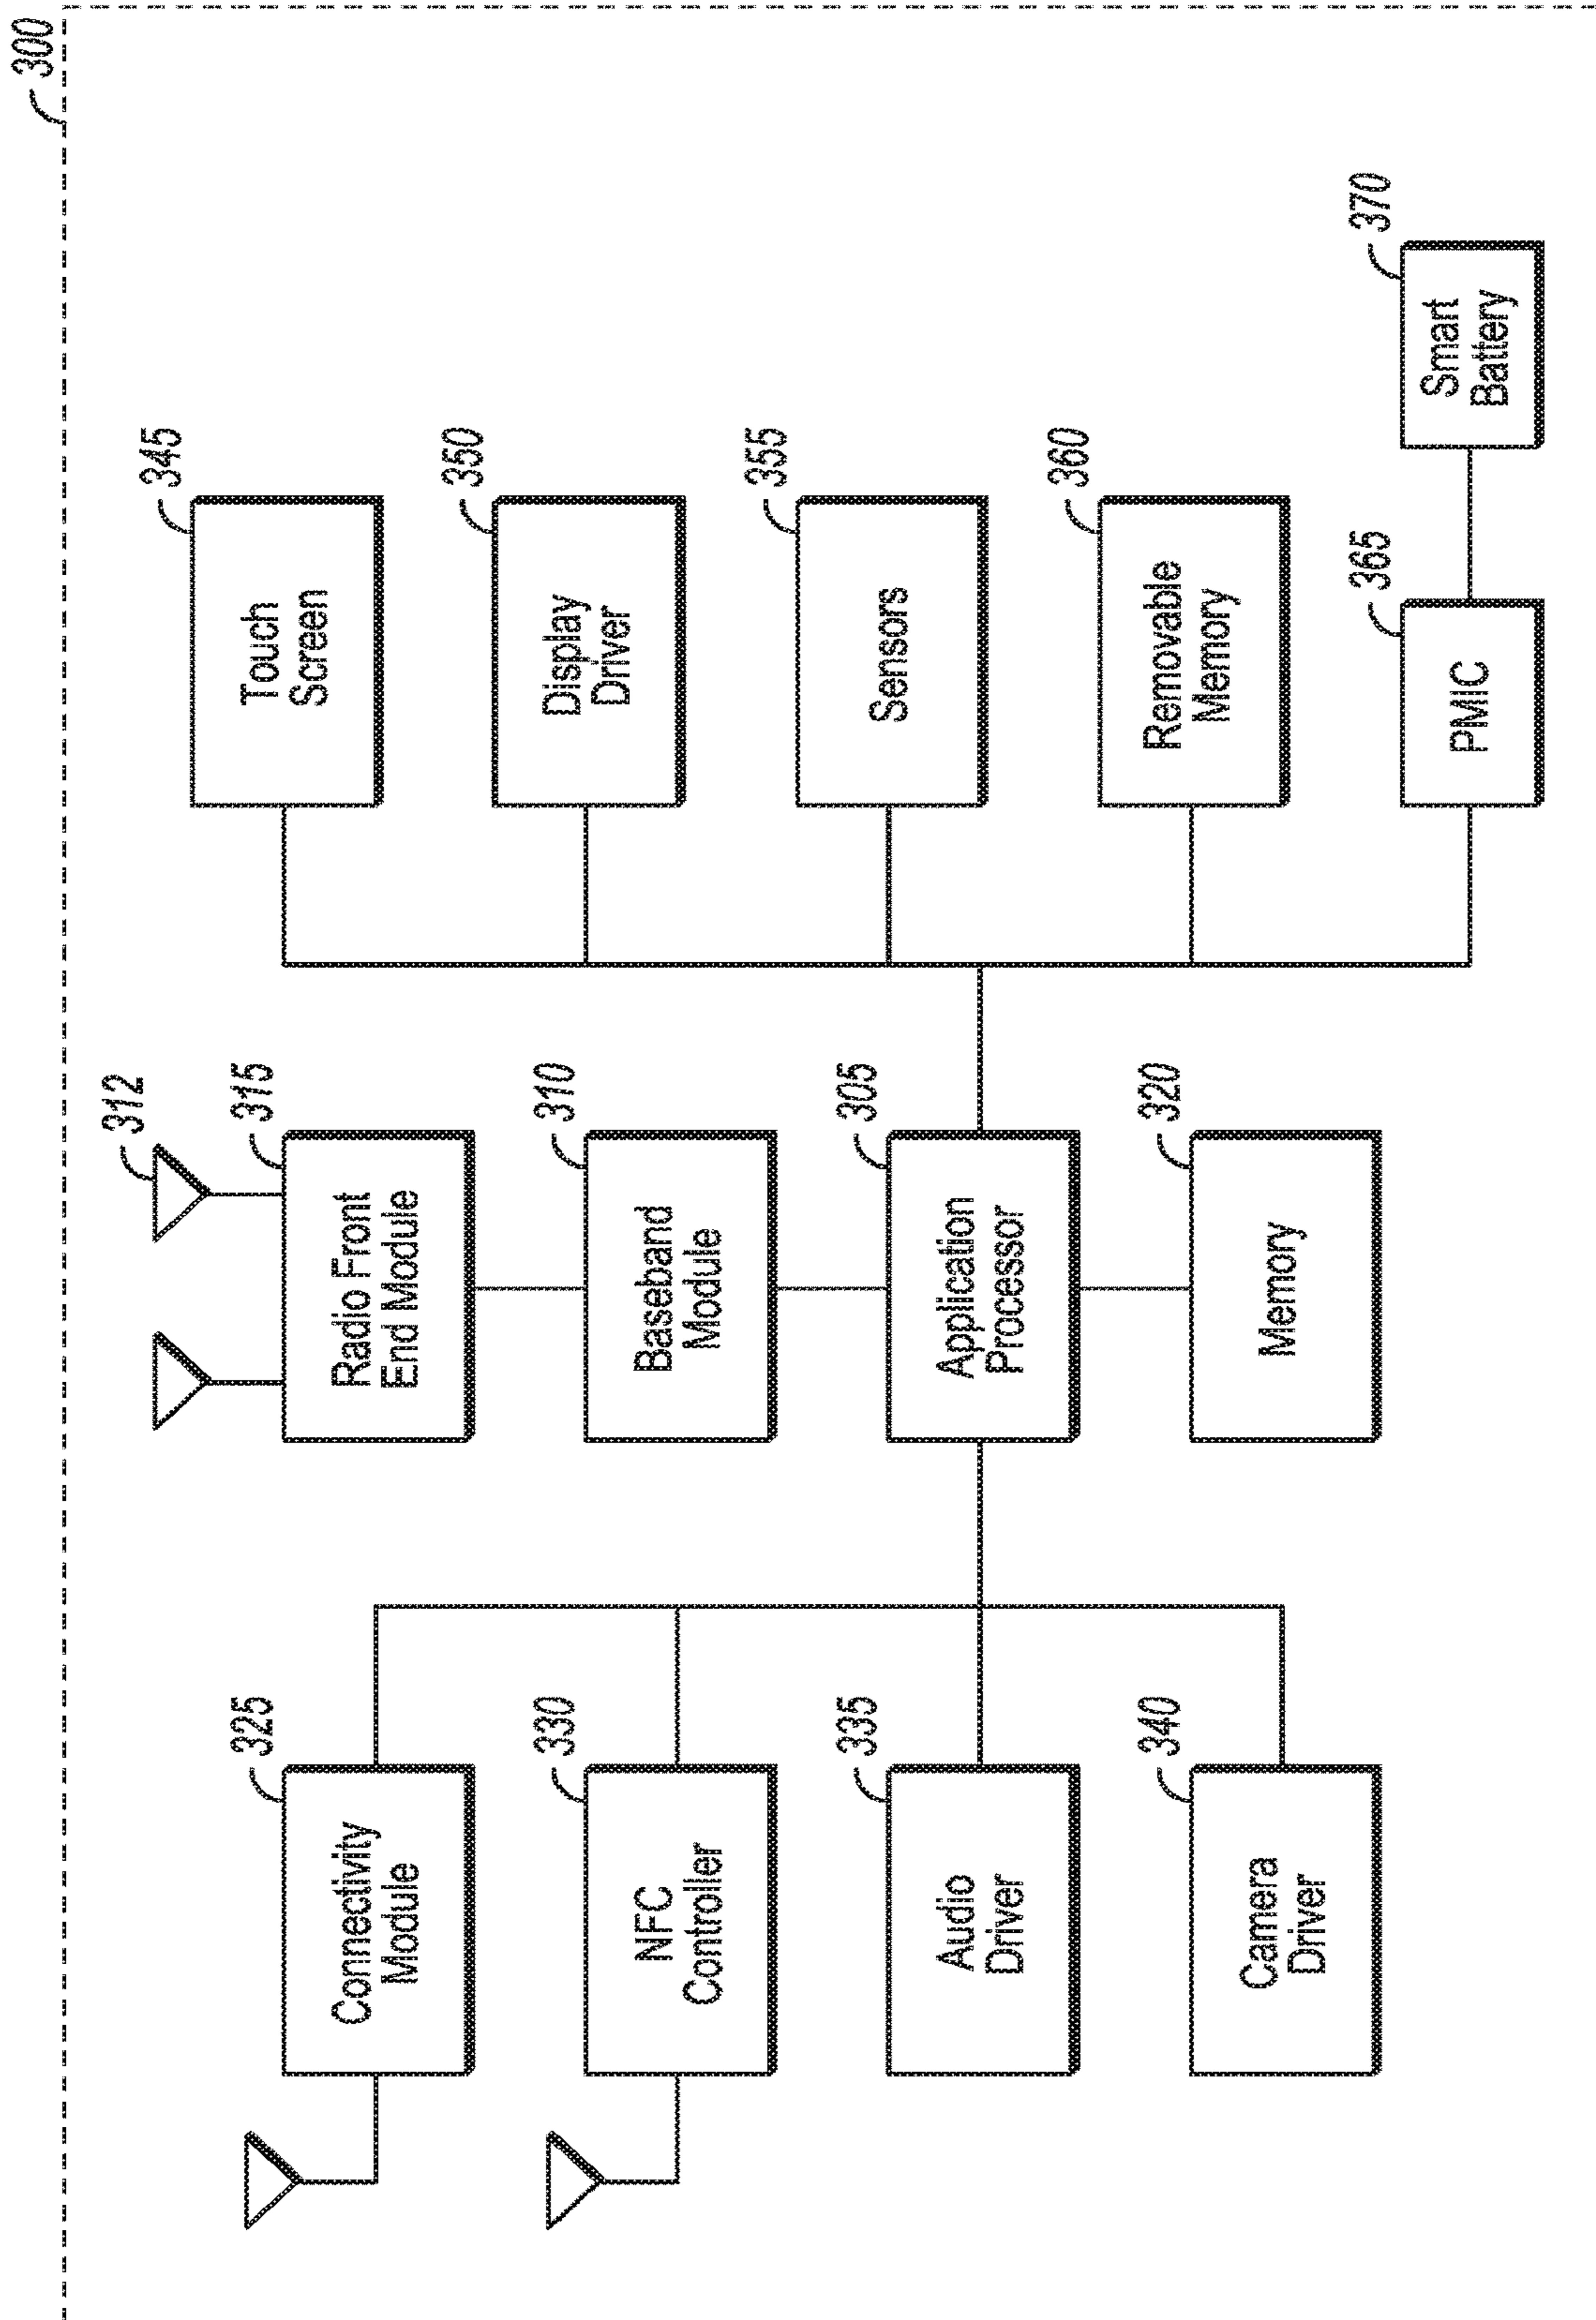 300
312
325
Connectivity
Module
315
Radio Front
End Module
345
Touch
Screen
330
NFC
Controller
310
Baseband
Module
350
Display
Driver
335
Audio
Driver
305
Application
Processor
355
Sensors
340
Camera
Driver
320
Memory
360
Removable
Memory
365
PMIC
370
Smart
Battery